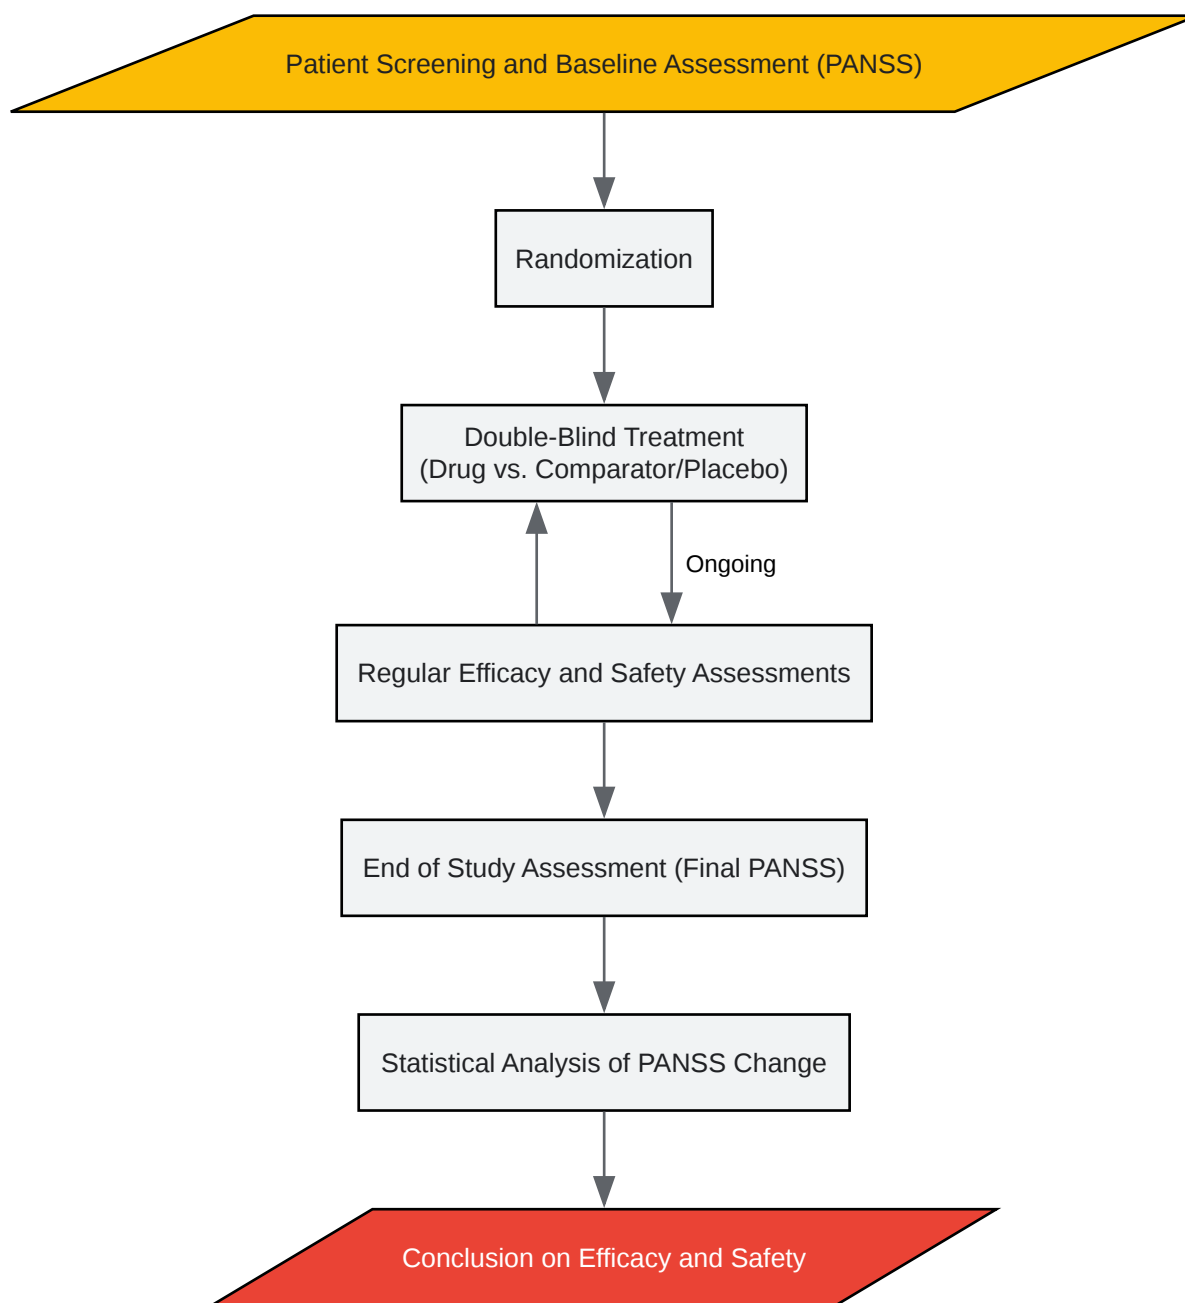 Patient Screening and Baseline Assessment (PANSS)
Randomization
Double-Blind Treatment
(Drug vs. Comparator/Placebo)
Ongoing
Regular Efficacy and Safety Assessments
End of Study Assessment (Final PANSS)
Statistical Analysis of PANSS Change
Conclusion on Efficacy and Safety